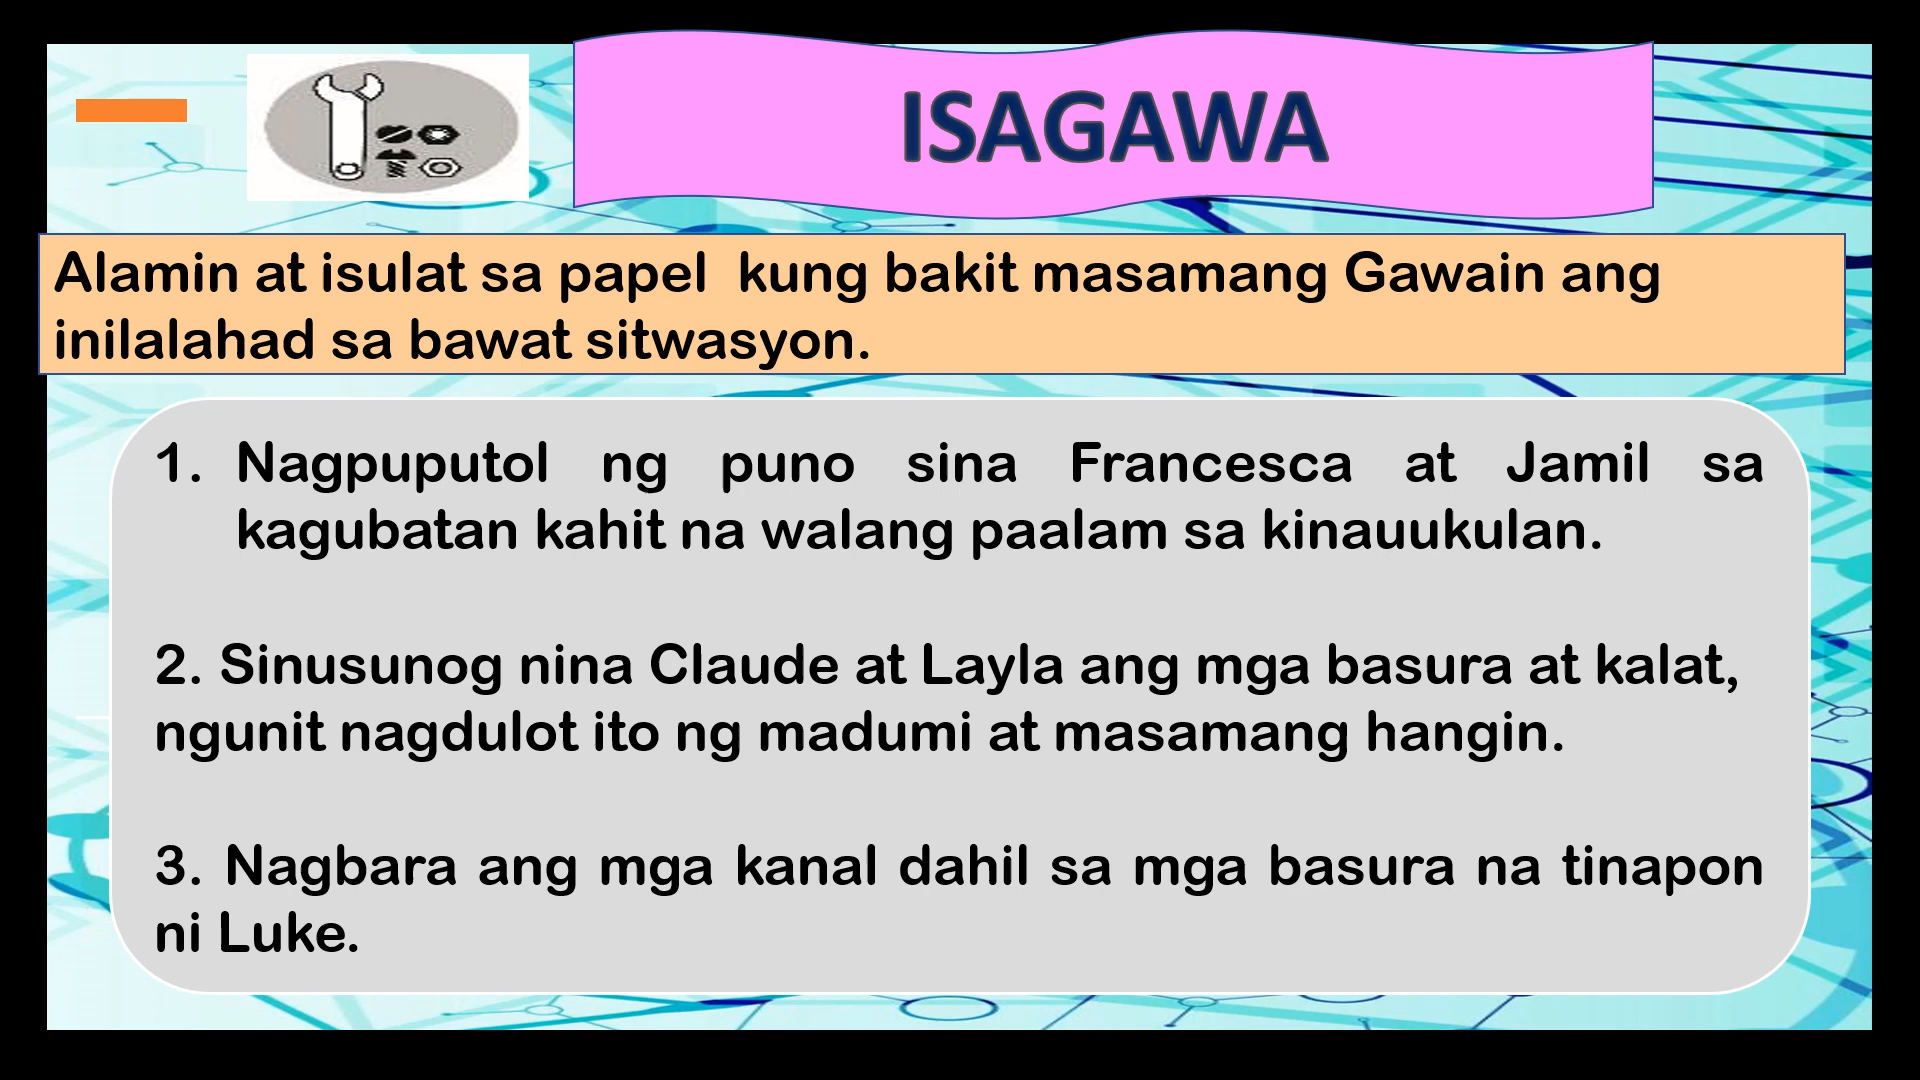 ISAGAWA
Alamin at isulat sa papel  kung bakit masamang Gawain ang
inilalahad sa bawat sitwasyon.
1. Nagpuputol ng puno sina Francesca at Jamil sa
kagubatan kahit na walang paalam sa kinauukulan.
2. Sinusunog nina Claude at Layla ang mga basura at kalat,
ngunit nagdulot ito ng madumi at masamang hangin.
3. Nagbara ang mga kanal dahil sa mga basura na tinapon
ni Luke.